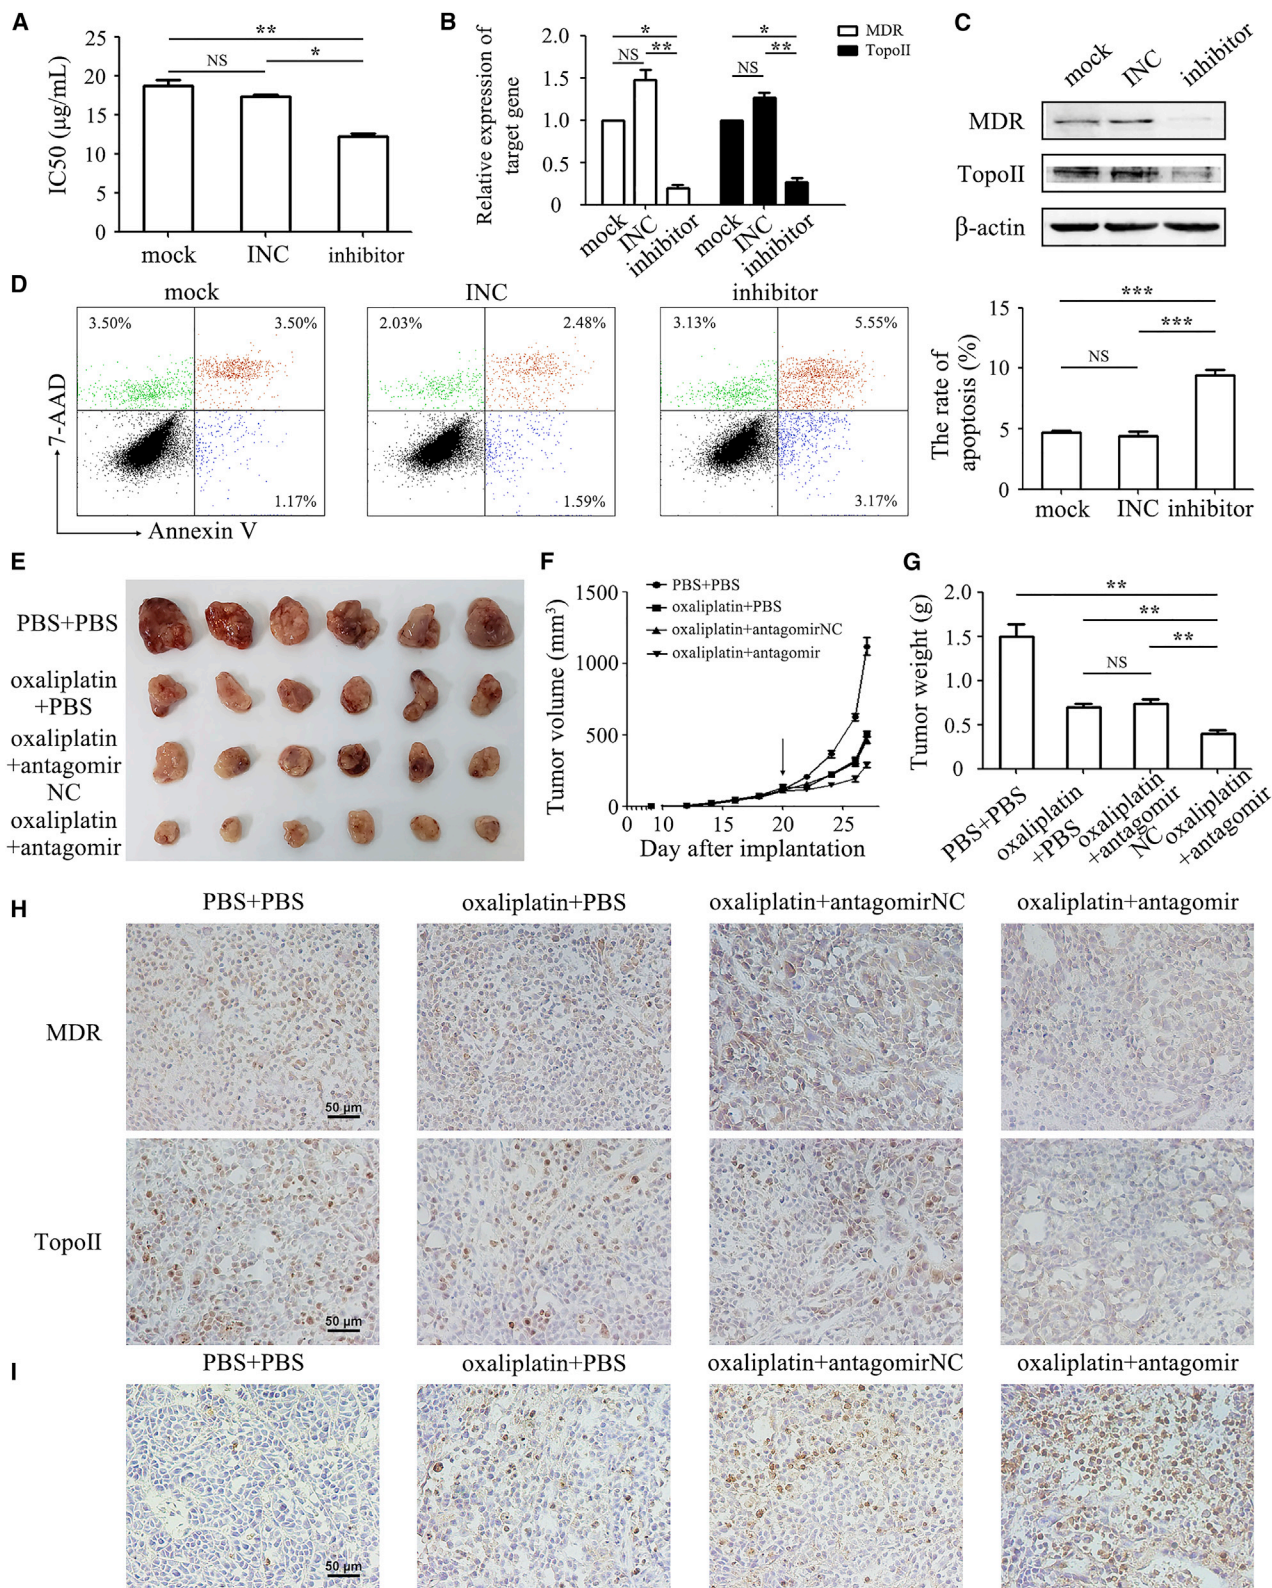 A
25
20
15
10
5
0
IC50 (µg/mL)
**
*
NS
mock
INC
inhibitor
B
2.0
1.5
1.0
0.5
0
Relative expression of
target gene
*
NS
**
*
NS
**
MDR
TopoII
mock
INC
inhibitor
mock
INC
inhibitor
C
mock
INC
inhibitor
MDR
TopoII
β-actin
D
mock
INC
inhibitor
3.50%
3.50%
1.17%
2.03%
2.48%
1.59%
3.13%
5.55%
3.17%
7-AAD
Annexin V
15
10
5
0
The rate of
apoptosis (%)
***
***
NS
mock
INC
inhibitor
E
PBS+PBS
oxaliplatin
+PBS
oxaliplatin
+antagomir
NC
oxaliplatin
+antagomir
F
1500
1000
500
0
Tumor volume (mm³)
PBS+PBS
oxaliplatin+PBS
oxaliplatin+antagomirNC
oxaliplatin+antagomir
0
10
15
20
25
Day after implantation
G
2.0
1.5
1.0
0.5
0
Tumor weight (g)
**
**
**
NS
PBS+PBS
oxaliplatin
+PBS
oxaliplatin
+antagomir
NC
oxaliplatin
+antagomir
H
PBS+PBS
oxaliplatin+PBS
oxaliplatin+antagomirNC
oxaliplatin+antagomir
MDR
50 µm
TopoII
50 µm
I
PBS+PBS
oxaliplatin+PBS
oxaliplatin+antagomirNC
oxaliplatin+antagomir
50 µm